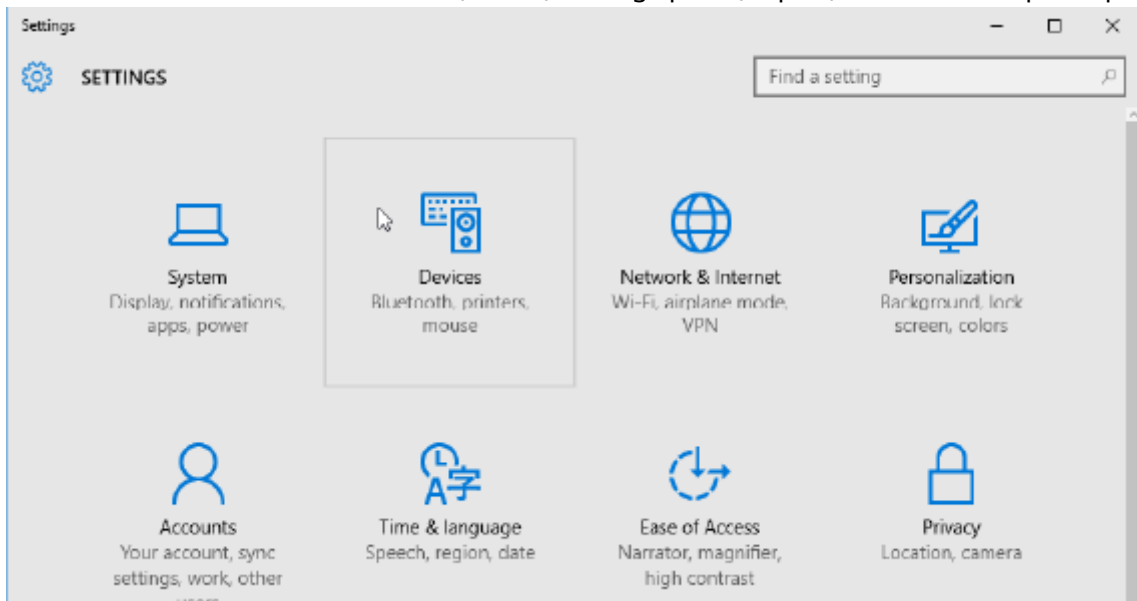 Settings
SETTINGS
Find a setting
System
Display, notifications,
apps, power
Devices
Bluetooth, printers,
mouse
Network & Internet
Wi-Fi, airplane mode,
VPN
Personalization
Background, lock
screen, colors
Accounts
Your account, sync
settings, work, other
Time & language
Speech, region, date
Ease of Access
Narrator, magnifier,
high contrast
Privacy
Location, camera
A字